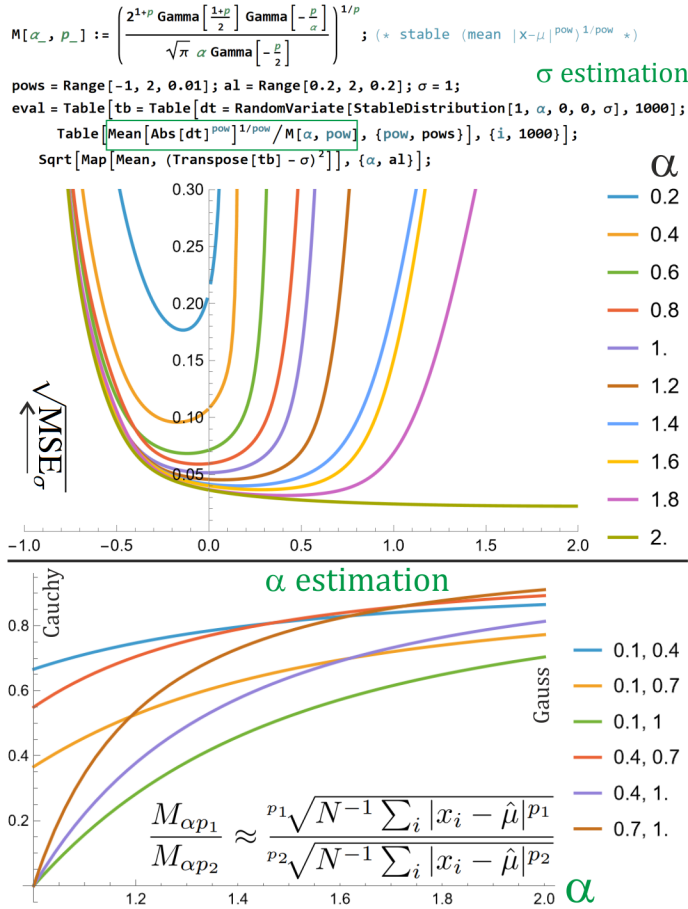 M[α_, p_] := (2^(1+p) Gamma[(1+p)/2] Gamma[-p/α] / (√π α Gamma[-p/2]))^(1/p) ; (* stable (mean |x-μ|^pow)^(1/pow) *)
pows = Range[-1, 2, 0.01]; al = Range[0.2, 2, 0.2]; σ = 1;
σ estimation
eval = Table[tb = Table[dt = RandomVariate[StableDistribution[1, α, 0, 0, σ], 1000];
Table[Mean[Abs[dt]^pow]^(1/pow) / M[α, pow], {pow, pows}], {i, 1000}];
Sqrt[Map[Mean, (Transpose[tb] - σ)^2]], {α, al}];
α
0.30
0.25
0.20
0.15
0.10
0.05
√MSE_σ
-1.0 -0.5 0.0 0.5 1.0 1.5 2.0
0.2
0.4
0.6
0.8
1.
1.2
1.4
1.6
1.8
2.
α estimation
Cauchy
Gauss
0.8
0.6
0.4
0.2
1.2 1.4 1.6 1.8 2.0
α
M_αp₁ / M_αp₂ ≈ ᵖ¹√(N⁻¹ ∑ᵢ |xᵢ − μ̂|^p₁) / ᵖ²√(N⁻¹ ∑ᵢ |xᵢ − μ̂|^p₂)
0.1, 0.4
0.1, 0.7
0.1, 1
0.4, 0.7
0.4, 1.
0.7, 1.